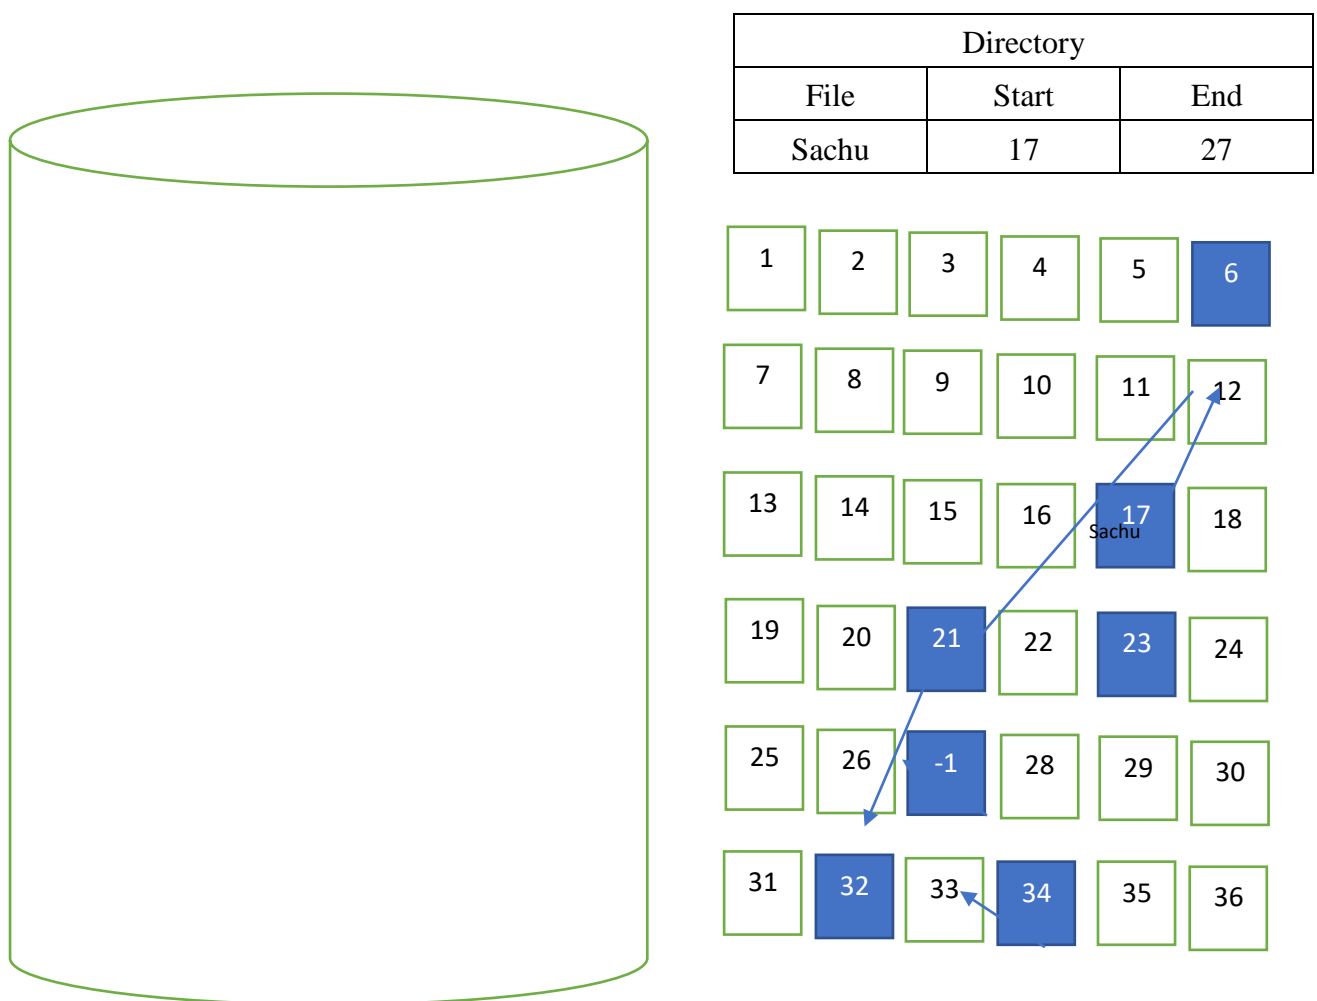 Directory
File Start End
Sachu 17 27
1 2 3 4 5 6
7 8 9 10 11 12
13 14 15 16 17 18
Sachu
19 20 21 22 23 24
25 26 -1 28 29 30
31 32 33 34 35 36